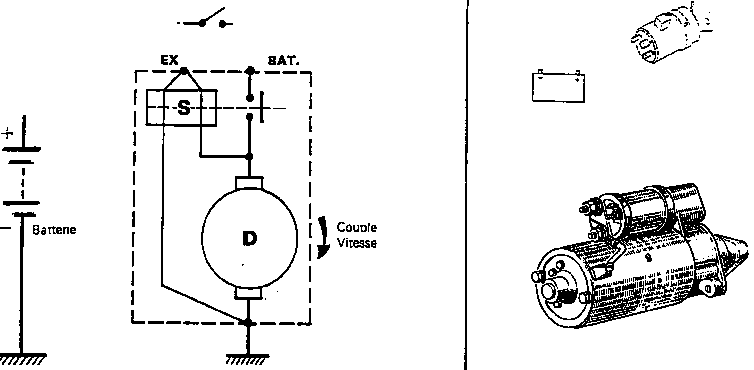 EX
BAT.
S
+
D
Couple
Vitesse
− Batterie